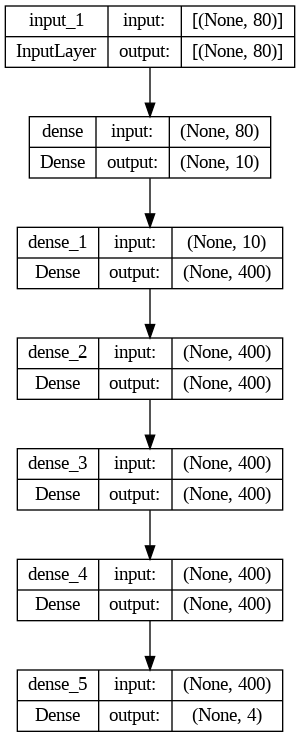 input_1 input: [(None, 80)]
InputLayer output: [(None, 80)]
dense input: (None, 80)
Dense output: (None, 10)
dense_1 input: (None, 10)
Dense output: (None, 400)
dense_2 input: (None, 400)
Dense output: (None, 400)
dense_3 input: (None, 400)
Dense output: (None, 400)
dense_4 input: (None, 400)
Dense output: (None, 400)
dense_5 input: (None, 400)
Dense output: (None, 4)